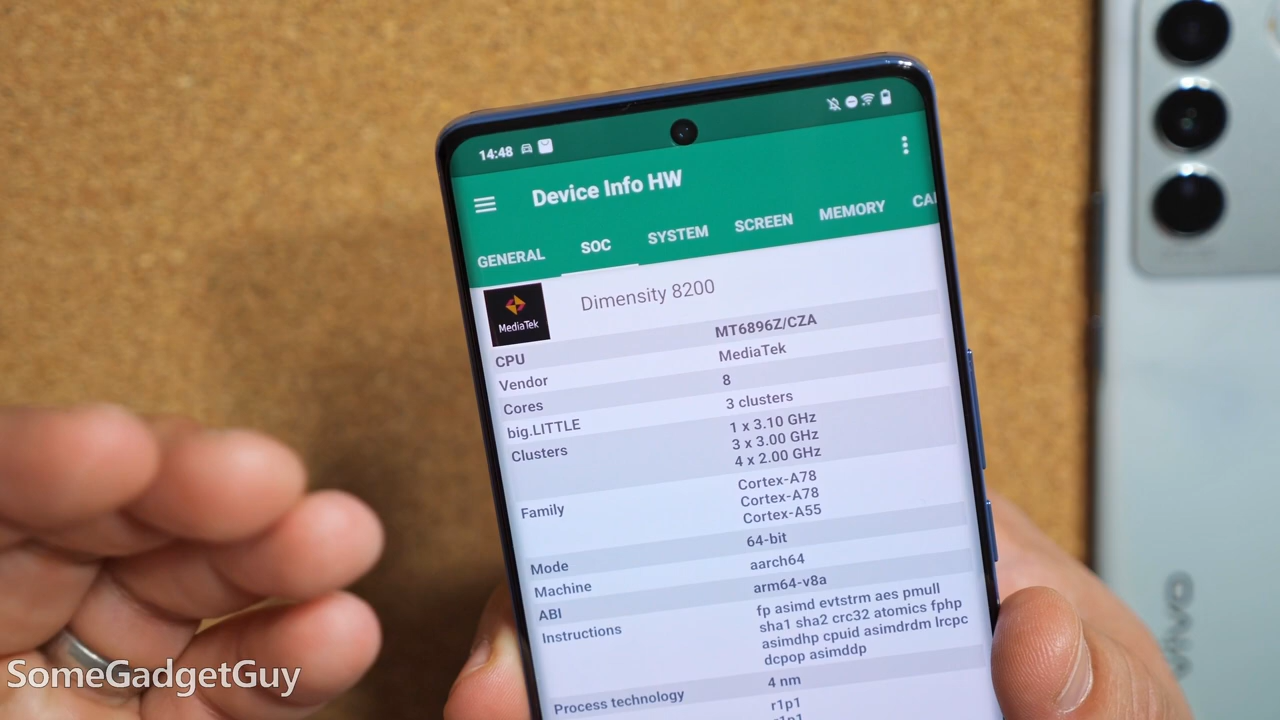 14:48
Device Info HW
GENERAL SOC SYSTEM SCREEN MEMORY CA
MediaTek
Dimensity 8200
CPU MT6896Z/CZA
Vendor MediaTek
Cores 8
big.LITTLE 3 clusters
Clusters 1 x 3.10 GHz
3 x 3.00 GHz
4 x 2.00 GHz
Family Cortex-A78
Cortex-A78
Cortex-A55
Mode 64-bit
Machine aarch64
ABI arm64-v8a
Instructions fp asimd evtstrm aes pmull
sha1 sha2 crc32 atomics fphp
asimdhp cpuid asimdrdm lrcpc
dcpop asimddp
Process technology 4 nm
r1p1
r1p1
vivo
SomeGadgetGuy